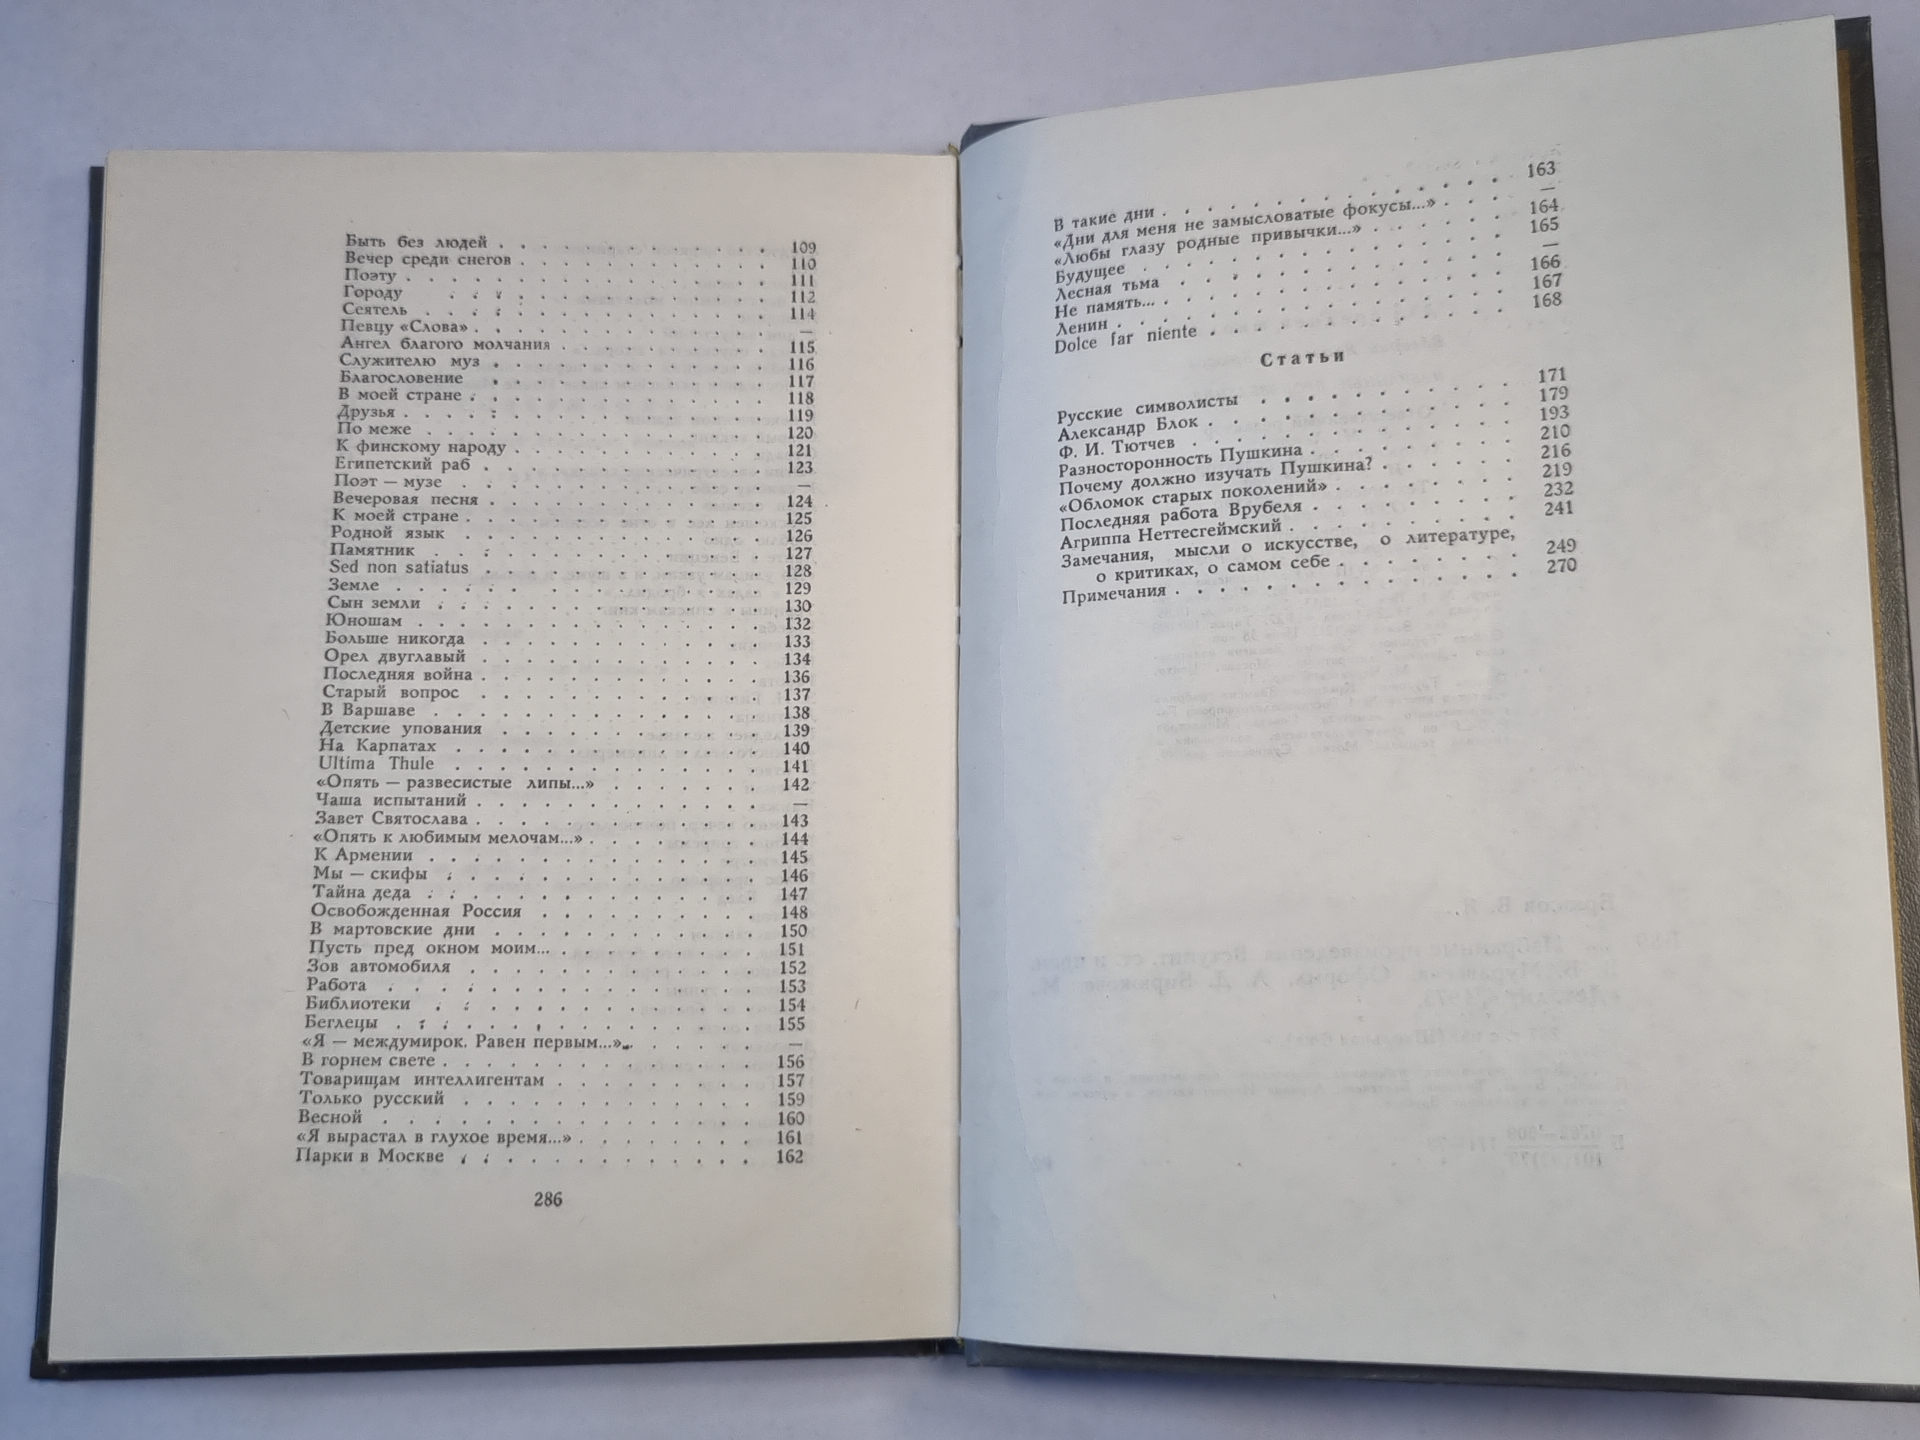 Быть без людей . . . . . . . . . . . . 109
Вечер среди снегов . . . . . . . . . . . 110
Поэту . . . . . . . . . . . . . . . . 111
Городу . . . . . . . . . . . . . . . 112
Сеятель . . . . . . . . . . . . . . . 114
Певцу «Слова» . . . . . . . . . . . . . —
Ангел благого молчания . . . . . . . . . 115
Служителю муз . . . . . . . . . . . . 116
Благословение . . . . . . . . . . . . 117
В моей стране . . . . . . . . . . . . . 118
Друзья . . . . . . . . . . . . . . . . 119
По меже . . . . . . . . . . . . . . . 120
К финскому народу . . . . . . . . . . . 121
Египетский раб . . . . . . . . . . . . 123
Поэт — музе . . . . . . . . . . . . . —
Вечеровая песня . . . . . . . . . . . . 124
К моей стране . . . . . . . . . . . . . 125
Родной язык . . . . . . . . . . . . . 126
Памятник . . . . . . . . . . . . . . 127
Sed non satiatus . . . . . . . . . . . . 128
Земле . . . . . . . . . . . . . . . . 129
Сын земли . . . . . . . . . . . . . . 130
Юношам . . . . . . . . . . . . . . . 132
Больше никогда . . . . . . . . . . . . 133
Орел двуглавый . . . . . . . . . . . . 134
Последняя война . . . . . . . . . . . . 136
Старый вопрос . . . . . . . . . . . . 137
В Варшаве . . . . . . . . . . . . . . 138
Детские упования . . . . . . . . . . . 139
На Карпатах . . . . . . . . . . . . . 140
Ultima Thule . . . . . . . . . . . . . 141
«Опять — развесистые липы...» . . . . . . . 142
Чаша испытаний . . . . . . . . . . . . —
Завет Святослава . . . . . . . . . . . . 143
«Опять к любимым мелочам...» . . . . . . . . 144
К Армении . . . . . . . . . . . . . . 145
Мы — скифы . . . . . . . . . . . . . 146
Тайна деда . . . . . . . . . . . . . . 147
Освобожденная Россия . . . . . . . . . . 148
В мартовские дни . . . . . . . . . . . . 150
Пусть пред окном моим... . . . . . . . . . 151
Зов автомобиля . . . . . . . . . . . . 152
Работа . . . . . . . . . . . . . . . 153
Библиотеки . . . . . . . . . . . . . 154
Беглецы . . . . . . . . . . . . . . . 155
«Я — междумирок. Равен первым...» . . . . . . —
В горнем свете . . . . . . . . . . . . . 156
Товарищам интеллигентам . . . . . . . . . 157
Только русский . . . . . . . . . . . . . 159
Весной . . . . . . . . . . . . . . . . 160
«Я вырастал в глухое время...» . . . . . . . . 161
Парки в Москве . . . . . . . . . . . . . 162
286
В такие дни . . . . . . . . . . . . . . 163
«Дни для меня не замысловатые фокусы...» . . . —
«Любы глазу родные привычки...» . . . . . . 164
Будущее . . . . . . . . . . . . . . . 165
Лесная тьма . . . . . . . . . . . . . —
Не память... . . . . . . . . . . . . . . 166
Ленин . . . . . . . . . . . . . . . . 167
Dolce far niente . . . . . . . . . . . . 168
Статьи
Русские символисты . . . . . . . . . . 171
Александр Блок . . . . . . . . . . . . 179
Ф. И. Тютчев . . . . . . . . . . . . . 193
Разносторонность Пушкина . . . . . . . . 210
Почему должно изучать Пушкина? . . . . . . 216
«Обломок старых поколений» . . . . . . . . 219
Последняя работа Врубеля . . . . . . . . 232
Агриппа Неттесгеймский . . . . . . . . . 241
Замечания, мысли о искусстве, о литературе,
о критиках, о самом себе . . . . . . . . 249
Примечания . . . . . . . . . . . . . . 270